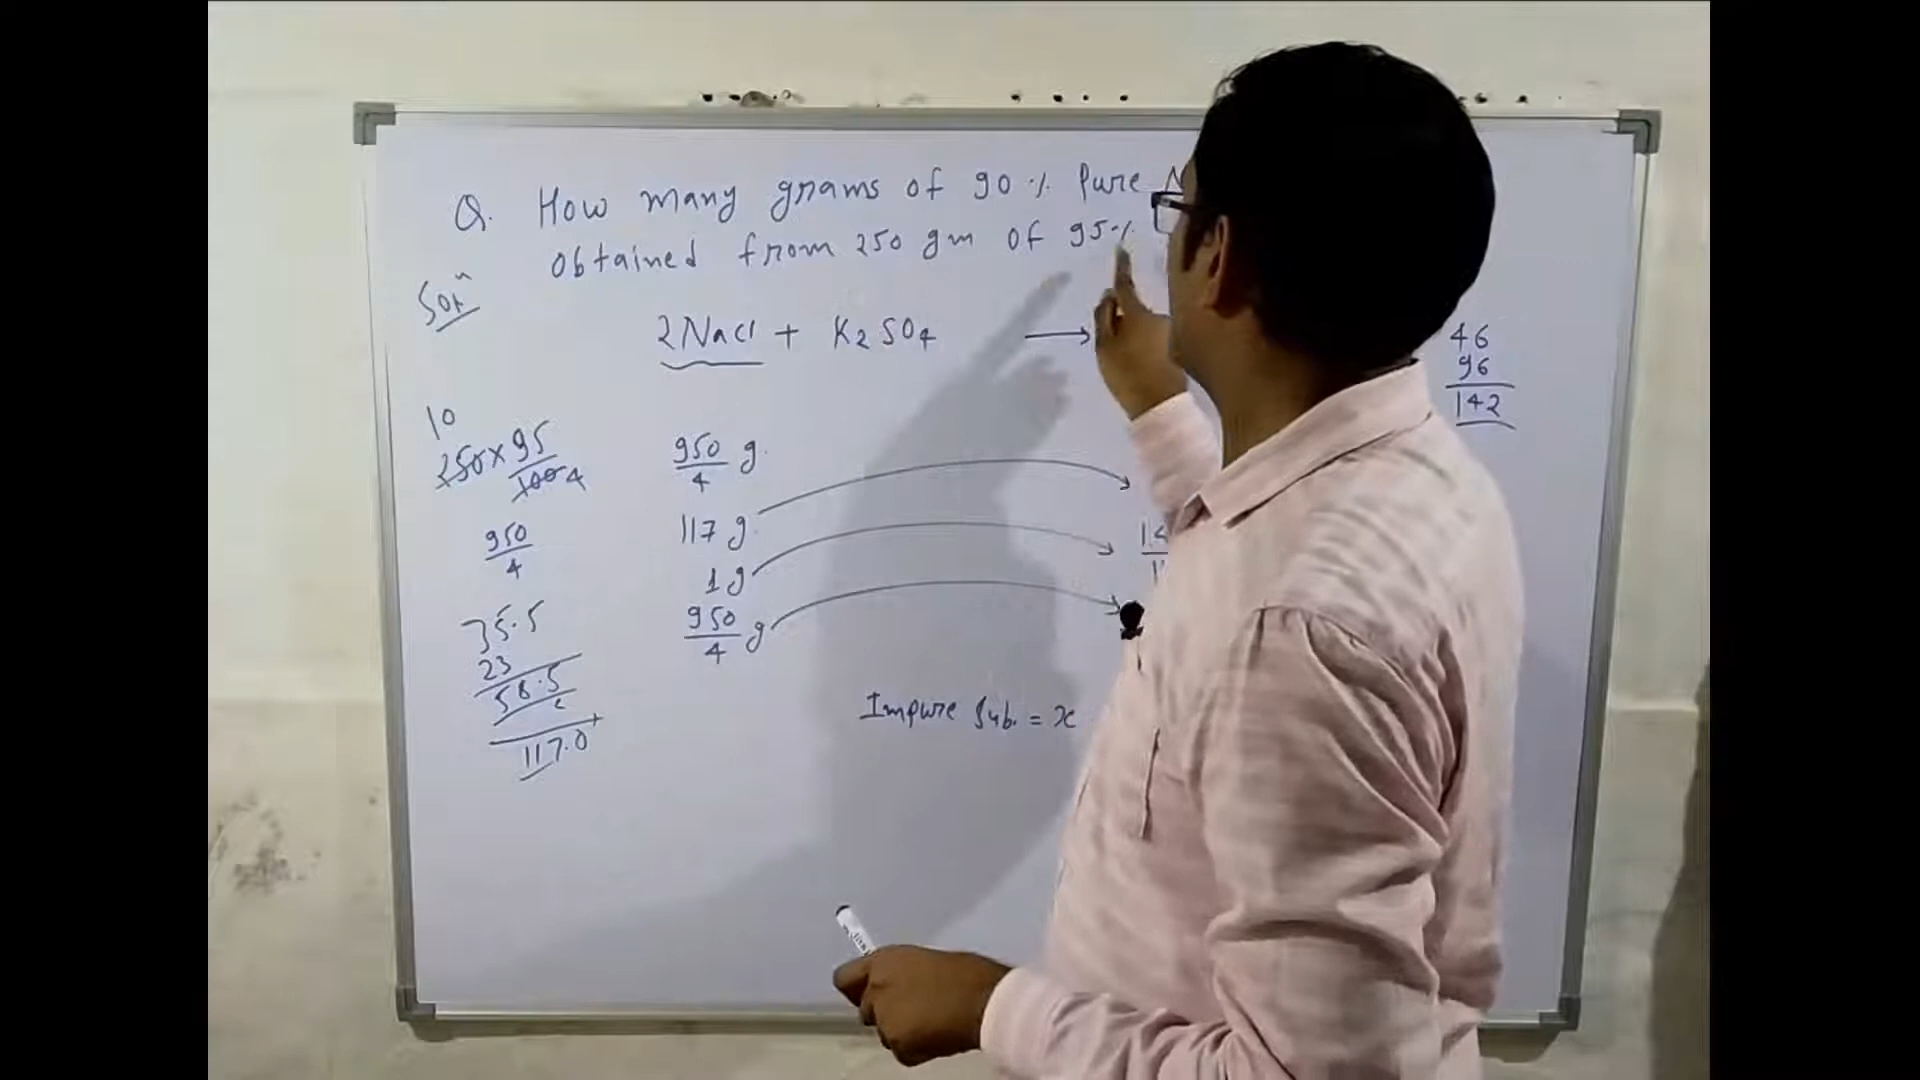 Q. How many grams of 90 % Pure
obtained from 250 gm of 95 %
Solⁿ
2NaCl + K2SO4 ⟶
46
96
142
10
250 × 95/100 4
950/4
35.5
23
58.5
2
117.0
950/4 g.
117 g.
1 g
950/4 g
Impure Sub. = x